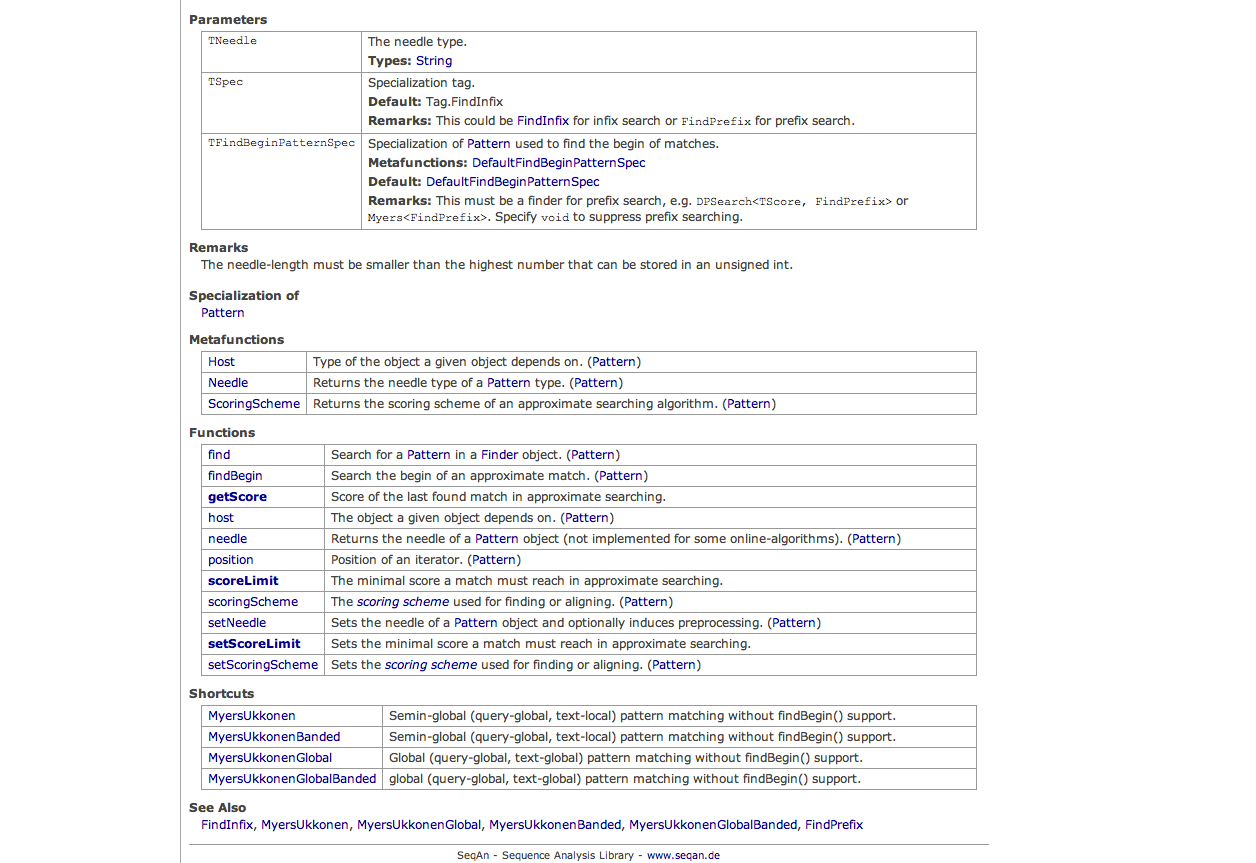 Parameters
TNeedle The needle type.
Types: String
TSpec Specialization tag.
Default: Tag.FindInfix
Remarks: This could be FindInfix for infix search or FindPrefix for prefix search.
TFindBeginPatternSpec Specialization of Pattern used to find the begin of matches.
Metafunctions: DefaultFindBeginPatternSpec
Default: DefaultFindBeginPatternSpec
Remarks: This must be a finder for prefix search, e.g. DPSearch<TScore, FindPrefix> or
Myers<FindPrefix>. Specify void to suppress prefix searching.
Remarks
The needle-length must be smaller than the highest number that can be stored in an unsigned int.
Specialization of
Pattern
Metafunctions
Host Type of the object a given object depends on. (Pattern)
Needle Returns the needle type of a Pattern type. (Pattern)
ScoringScheme Returns the scoring scheme of an approximate searching algorithm. (Pattern)
Functions
find Search for a Pattern in a Finder object. (Pattern)
findBegin Search the begin of an approximate match. (Pattern)
getScore Score of the last found match in approximate searching.
host The object a given object depends on. (Pattern)
needle Returns the needle of a Pattern object (not implemented for some online-algorithms). (Pattern)
position Position of an iterator. (Pattern)
scoreLimit The minimal score a match must reach in approximate searching.
scoringScheme The scoring scheme used for finding or aligning. (Pattern)
setNeedle Sets the needle of a Pattern object and optionally induces preprocessing. (Pattern)
setScoreLimit Sets the minimal score a match must reach in approximate searching.
setScoringScheme Sets the scoring scheme used for finding or aligning. (Pattern)
Shortcuts
MyersUkkonen Semin-global (query-global, text-local) pattern matching without findBegin() support.
MyersUkkonenBanded Semin-global (query-global, text-local) pattern matching without findBegin() support.
MyersUkkonenGlobal Global (query-global, text-global) pattern matching without findBegin() support.
MyersUkkonenGlobalBanded global (query-global, text-global) pattern matching without findBegin() support.
See Also
FindInfix, MyersUkkonen, MyersUkkonenGlobal, MyersUkkonenBanded, MyersUkkonenGlobalBanded, FindPrefix
SeqAn - Sequence Analysis Library - www.seqan.de